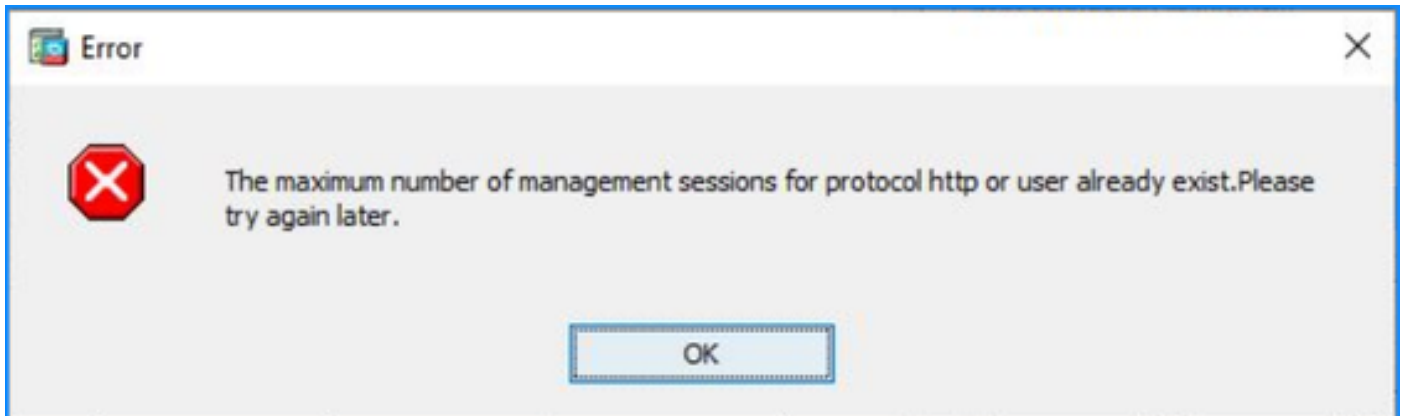 Error
The maximum number of management sessions for protocol http or user already exist.Please
try again later.
OK